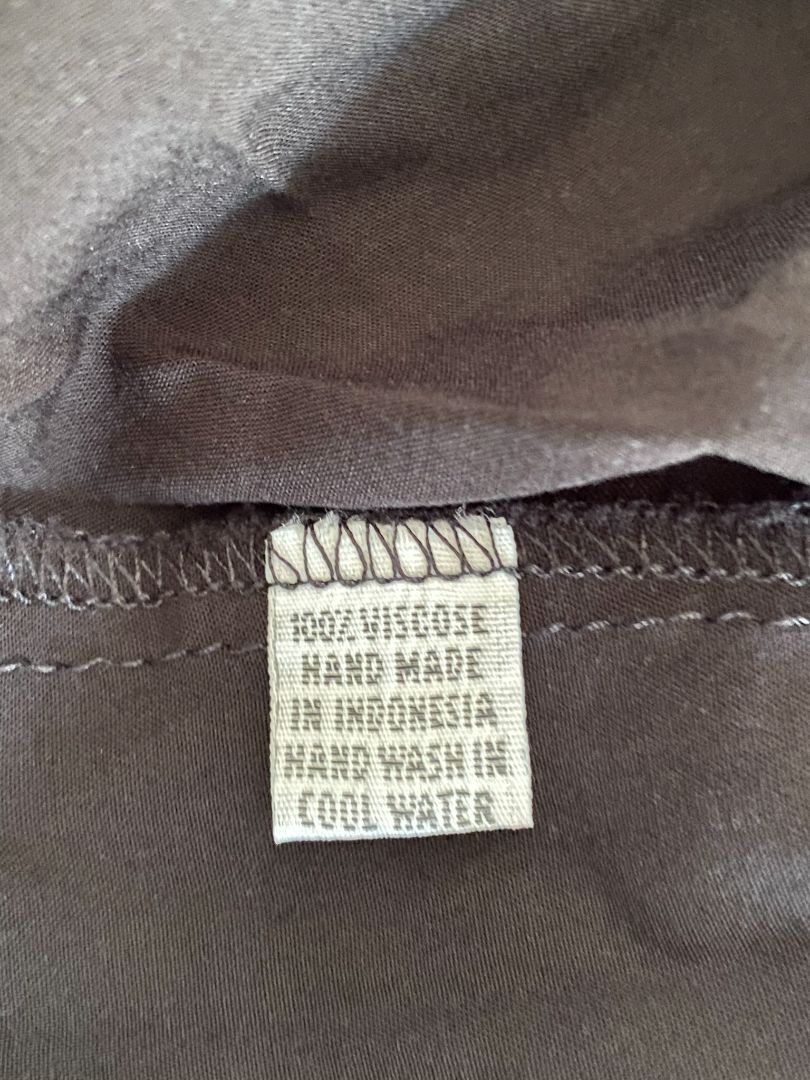 100% VISCOSE
HAND MADE
IN INDONESIA
HAND WASH IN
COOL WATER